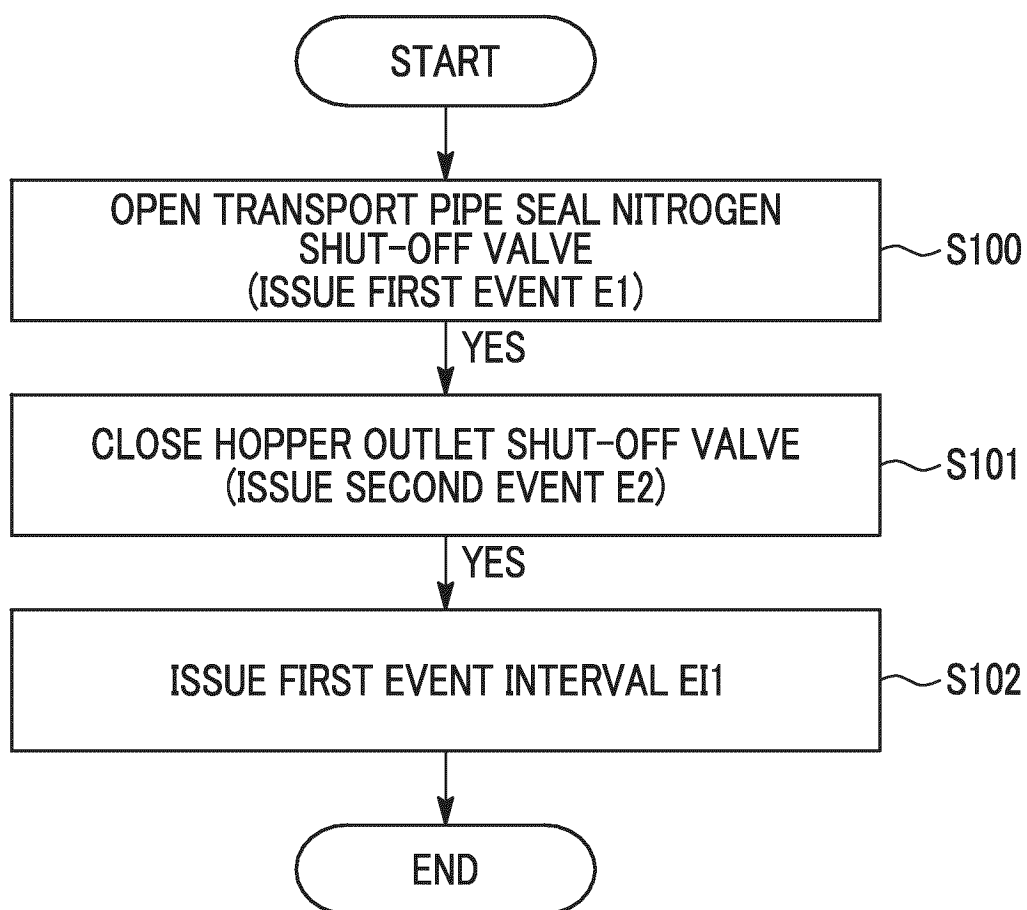 START
OPEN TRANSPORT PIPE SEAL NITROGEN
SHUT-OFF VALVE
(ISSUE FIRST EVENT E1)
S100
YES
CLOSE HOPPER OUTLET SHUT-OFF VALVE
(ISSUE SECOND EVENT E2)
S101
YES
ISSUE FIRST EVENT INTERVAL EI1
S102
END